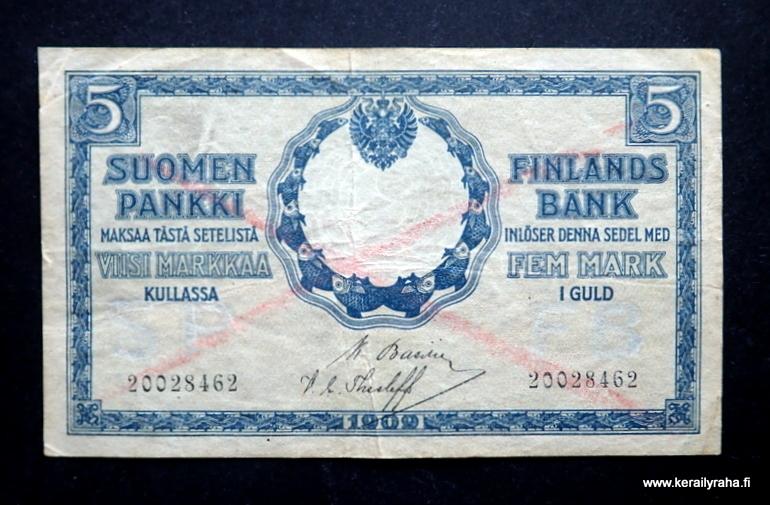 5 5
SUOMEN
PANKKI
MAKSAA TÄSTÄ SETELISTÄ
VIISI MARKKAA
KULLASSA
FINLANDS
BANK
INLÖSER DENNA SEDEL MED
FEM MARK
I GULD
20028462
20028462
1909
www.kerailyraha.fi